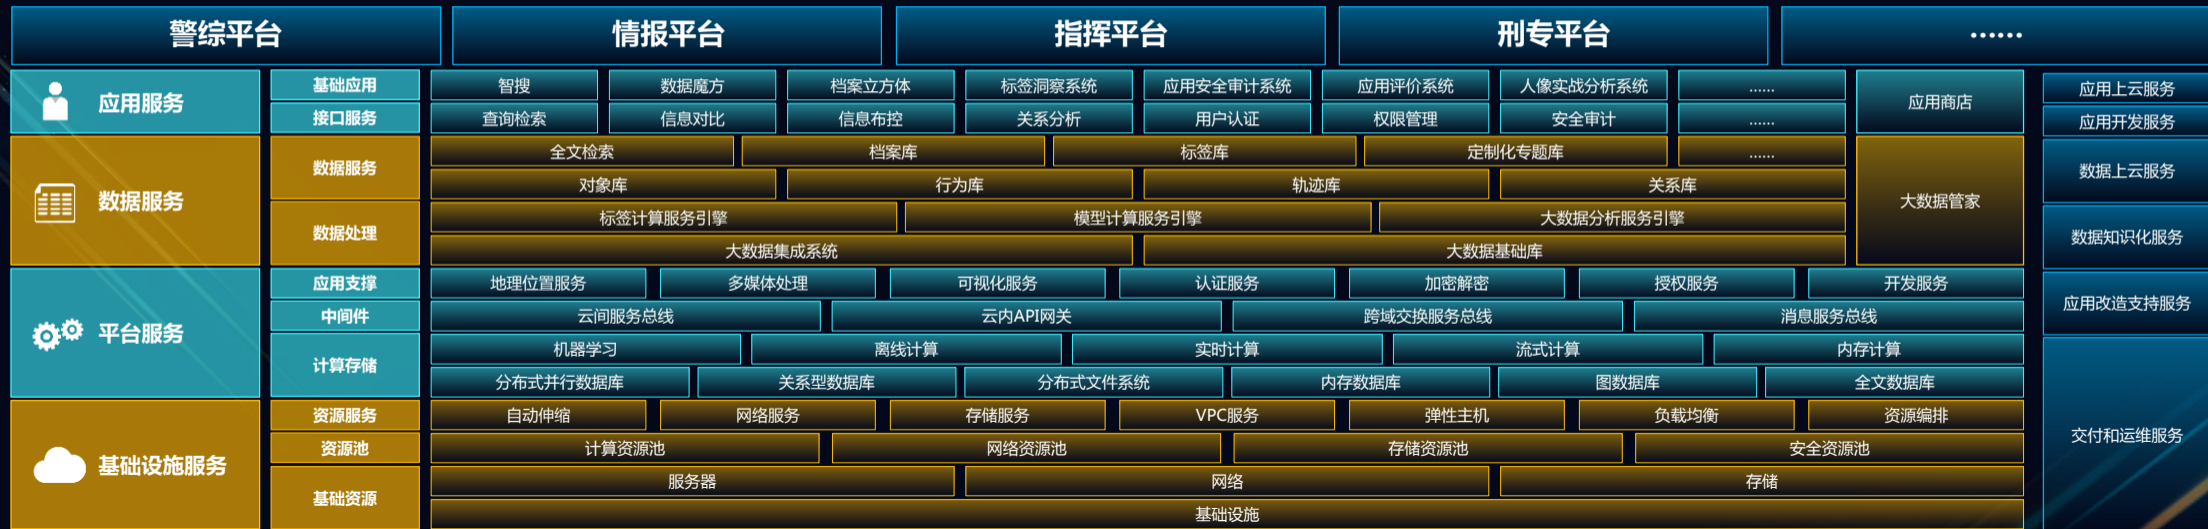 警综平台 情报平台 指挥平台 刑专平台 ······
应用服务
基础应用 智搜 数据魔方 档案立方体 标签洞察系统 应用安全审计系统 应用评价系统 人像实战分析系统 ......
接口服务 查询检索 信息对比 信息布控 关系分析 用户认证 权限管理 安全审计 ......
应用商店
数据服务
数据服务 全文检索 档案库 标签库 定制化专题库 ......
对象库 行为库 轨迹库 关系库
数据处理 标签计算服务引擎 模型计算服务引擎 大数据分析服务引擎
大数据集成系统 大数据基础库
大数据管家
平台服务
应用支撑 地理位置服务 多媒体处理 可视化服务 认证服务 加密解密 授权服务 开发服务
中间件 云间服务总线 云内API网关 跨域交换服务总线 消息服务总线
计算存储 机器学习 离线计算 实时计算 流式计算 内存计算
分布式并行数据库 关系型数据库 分布式文件系统 内存数据库 图数据库 全文数据库
基础设施服务
资源服务 自动伸缩 网络服务 存储服务 VPC服务 弹性主机 负载均衡 资源编排
资源池 计算资源池 网络资源池 存储资源池 安全资源池
基础资源 服务器 网络 存储
基础设施
应用上云服务
应用开发服务
数据上云服务
数据知识化服务
应用改造支持服务
交付和运维服务